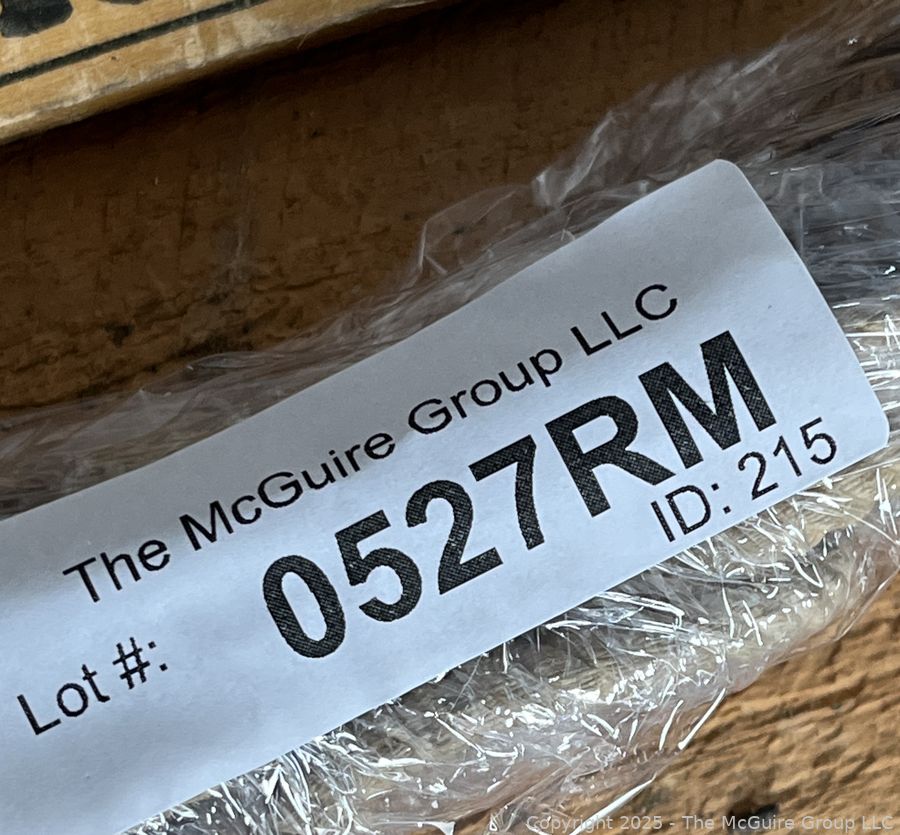 The McGuire Group LLC
Lot #: 0527RM
ID: 215
Copyright 2025 - The McGuire Group LLC